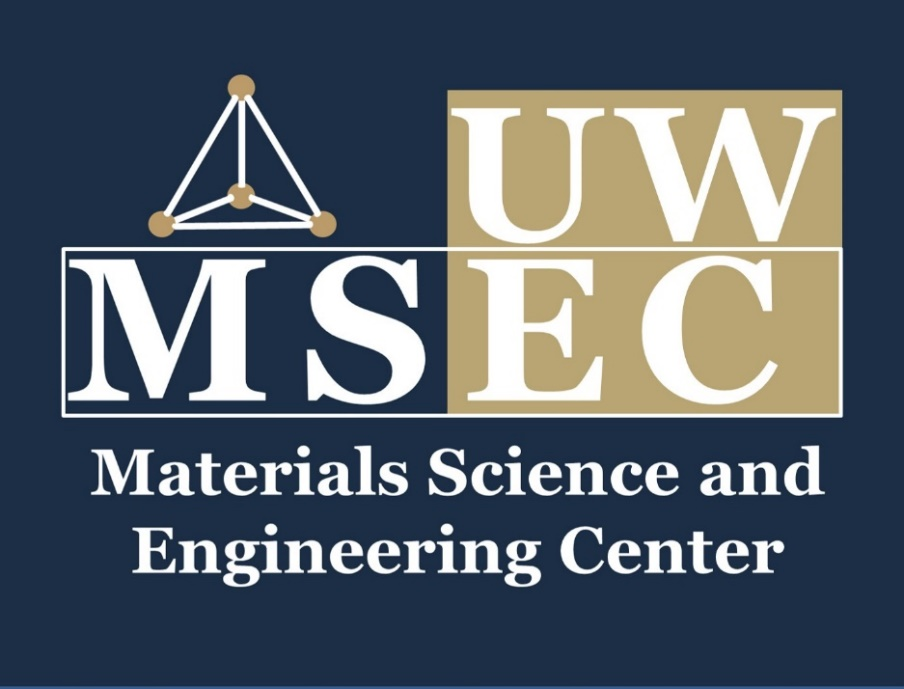 UW
MSEC
Materials Science and
Engineering Center